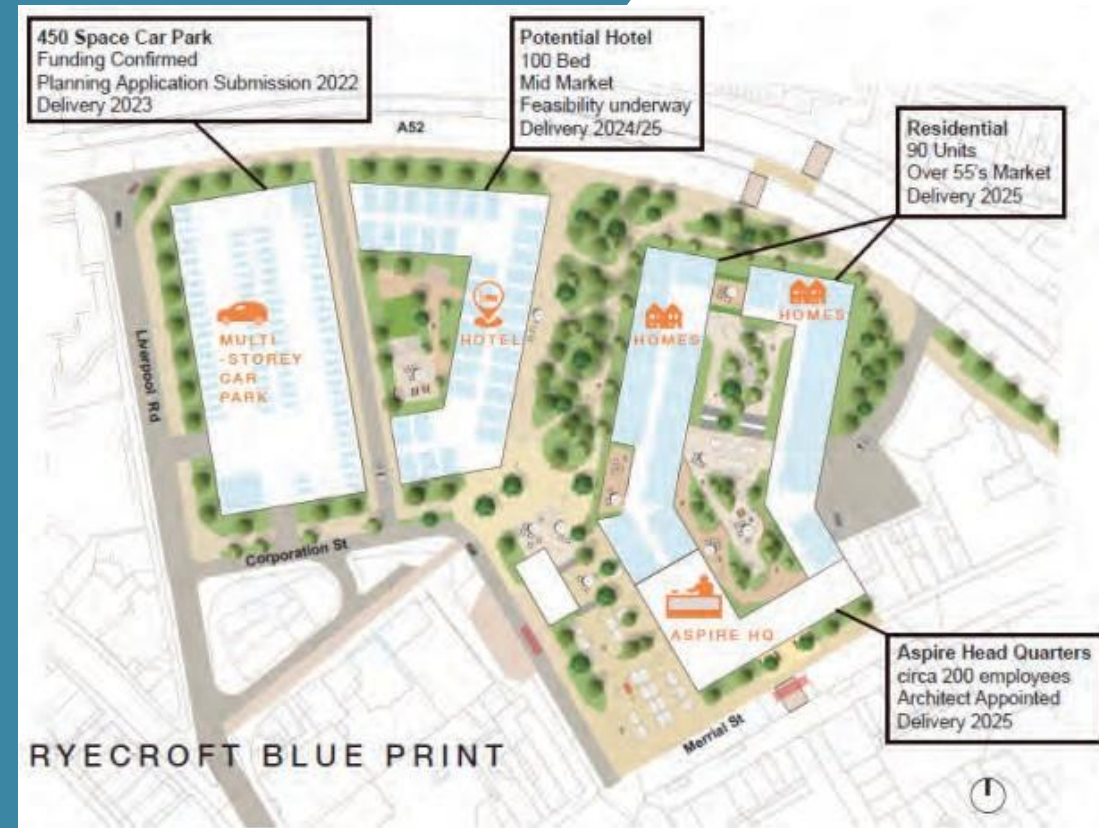 450 Space Car Park
Funding Confirmed
Planning Application Submission 2022
Delivery 2023
Potential Hotel
100 Bed
Mid Market
Feasibility underway
Delivery 2024/25
A52
Residential
90 Units
Over 55's Market
Delivery 2025
MULTI
-STOREY
CAR
PARK
HOTEL
HOMES
HOMES
Liverpool Rd
Corporation St
ASPIRE HQ
Merrial St
Aspire Head Quarters
circa 200 employees
Architect Appointed
Delivery 2025
RYECROFT BLUE PRINT